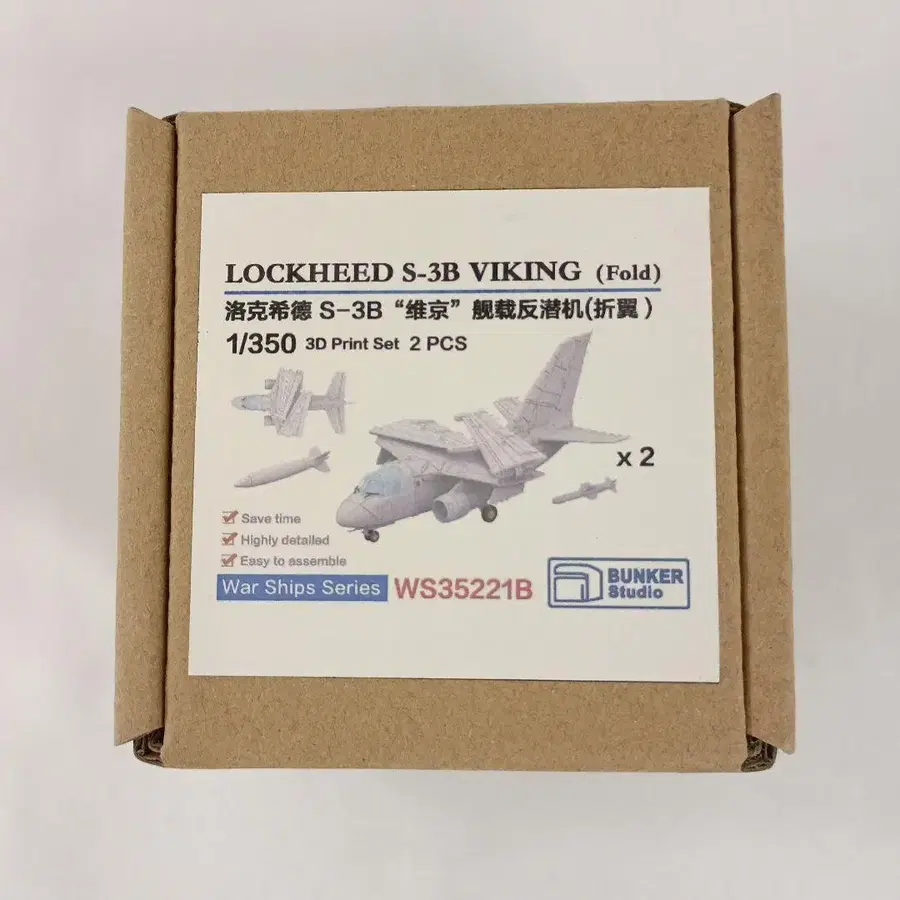 LOCKHEED S-3B VIKING (Fold)
洛克希德 S-3B “维京” 舰载反潜机(折翼)
1/350 3D Print Set 2 PCS
x 2
Save time
Highly detailed
Easy to assemble
War Ships Series WS35221B BUNKER Studio